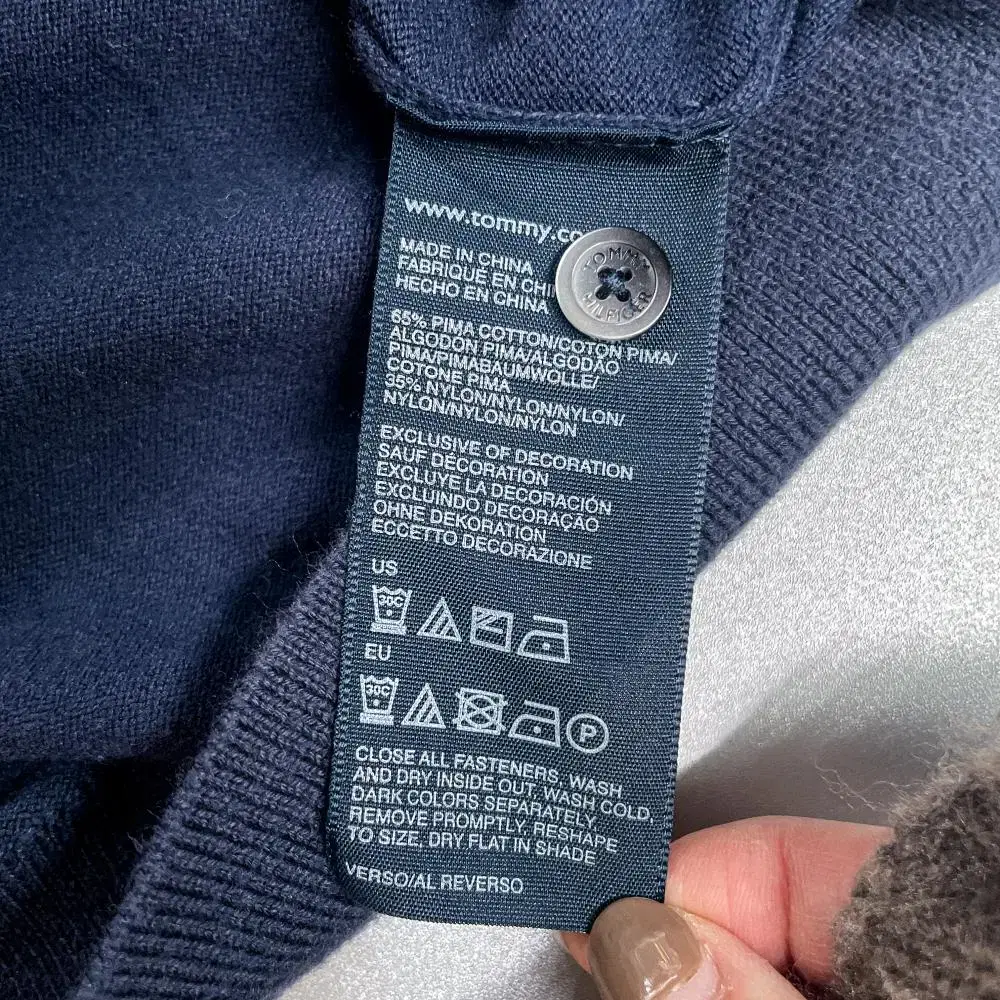 www.tommy.co
TOMMY
HILFIGER
MADE IN CHINA
FABRIQUÉ EN CHI
HECHO EN CHINA
65% PIMA COTTON/COTON PIMA/
ALGODON PIMA/ALGODÃO
PIMA/PIMABAUMWOLLE/
COTONE PIMA
35% NYLON/NYLON/NYLON/
NYLON/NYLON/NYLON
EXCLUSIVE OF DECORATION
SAUF DÉCORATION
EXCLUYE LA DECORACIÓN
EXCLUINDO DECORAÇÃO
OHNE DEKORATION
ECCETTO DECORAZIONE
US
30C
EU
30C P
CLOSE ALL FASTENERS, WASH
AND DRY INSIDE OUT, WASH COLD,
DARK COLORS SEPARATELY,
REMOVE PROMPTLY, RESHAPE
TO SIZE, DRY FLAT IN SHADE
VERSO/AL REVERSO